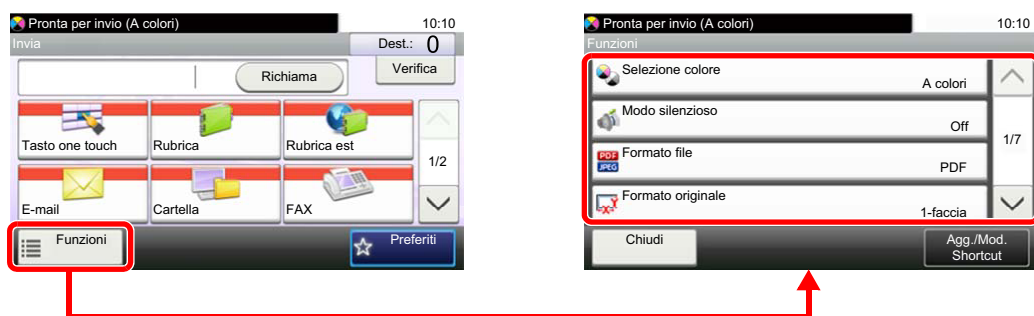 Pronta per invio (A colori)
10:10
Invia
Dest.: 0
Richiama
Verifica
Tasto one touch
Rubrica
Rubrica est
1/2
E-mail
Cartella
FAX
Funzioni
Preferiti
Pronta per invio (A colori)
10:10
Funzioni
Selezione colore
A colori
Modo silenzioso
Off
1/7
PDF
JPEG
Formato file
PDF
Formato originale
1-faccia
Chiudi
Agg./Mod.
Shortcut